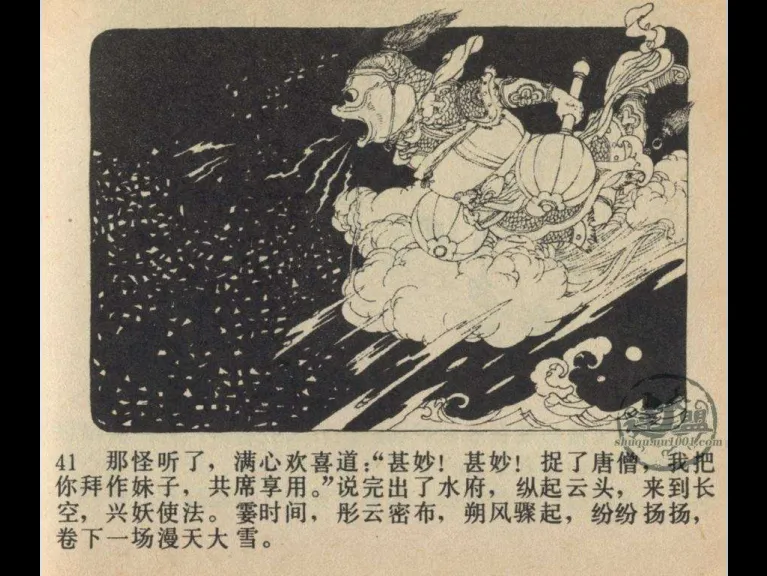 shuqumu1001.com
41 那怪听了，满心欢喜道：“甚妙！甚妙！捉了唐僧，我把
你拜作妹子，共席享用。”说完出了水府，纵起云头，来到长
空，兴妖使法。霎时间，彤云密布，朔风骤起，纷纷扬扬，
卷下一场漫天大雪。